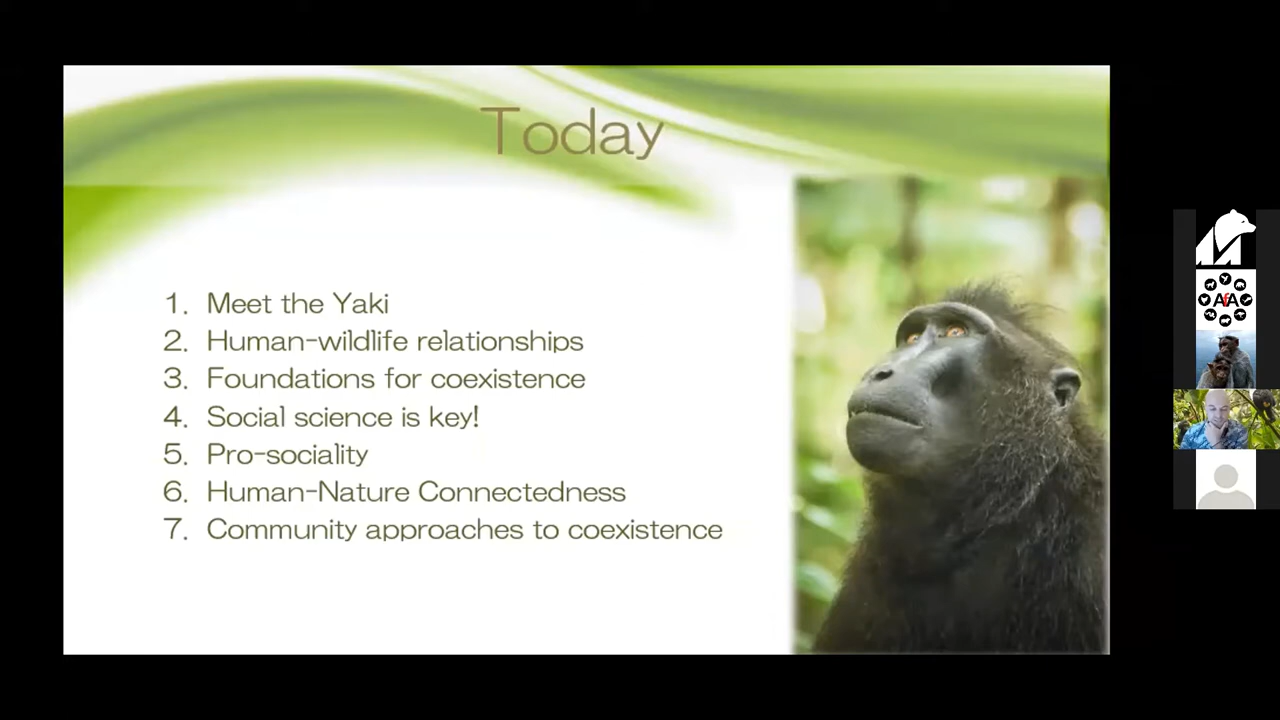 Today
1. Meet the Yaki
2. Human-wildlife relationships
3. Foundations for coexistence
4. Social science is key!
5. Pro-sociality
6. Human-Nature Connectedness
7. Community approaches to coexistence
AfA